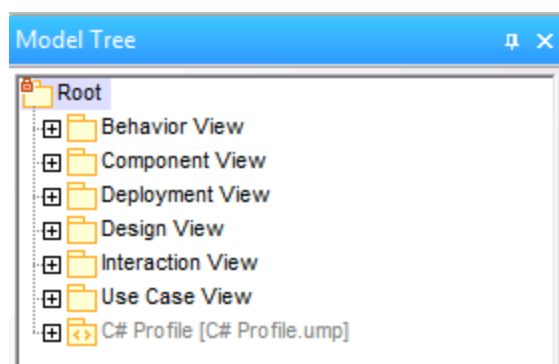 Model Tree
Root
Behavior View
Component View
Deployment View
Design View
Interaction View
Use Case View
C# Profile [C# Profile.ump]